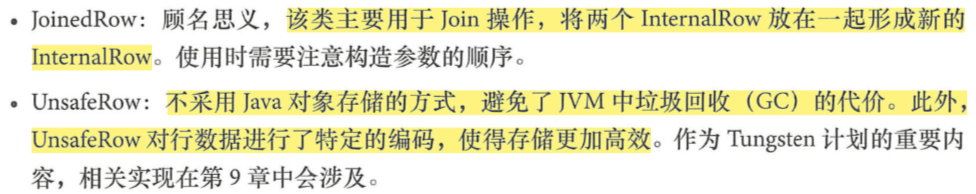 • JoinedRow：顾名思义，该类主要用于 Join 操作，将两个 InternalRow 放在一起形成新的
InternalRow。使用时需要注意构造参数的顺序。
• UnsafeRow：不采用 Java 对象存储的方式，避免了 JVM 中垃圾回收（GC）的代价。此外，
UnsafeRow 对行数据进行了特定的编码，使得存储更加高效。作为 Tungsten 计划的重要内
容，相关实现在第 9 章中会涉及。